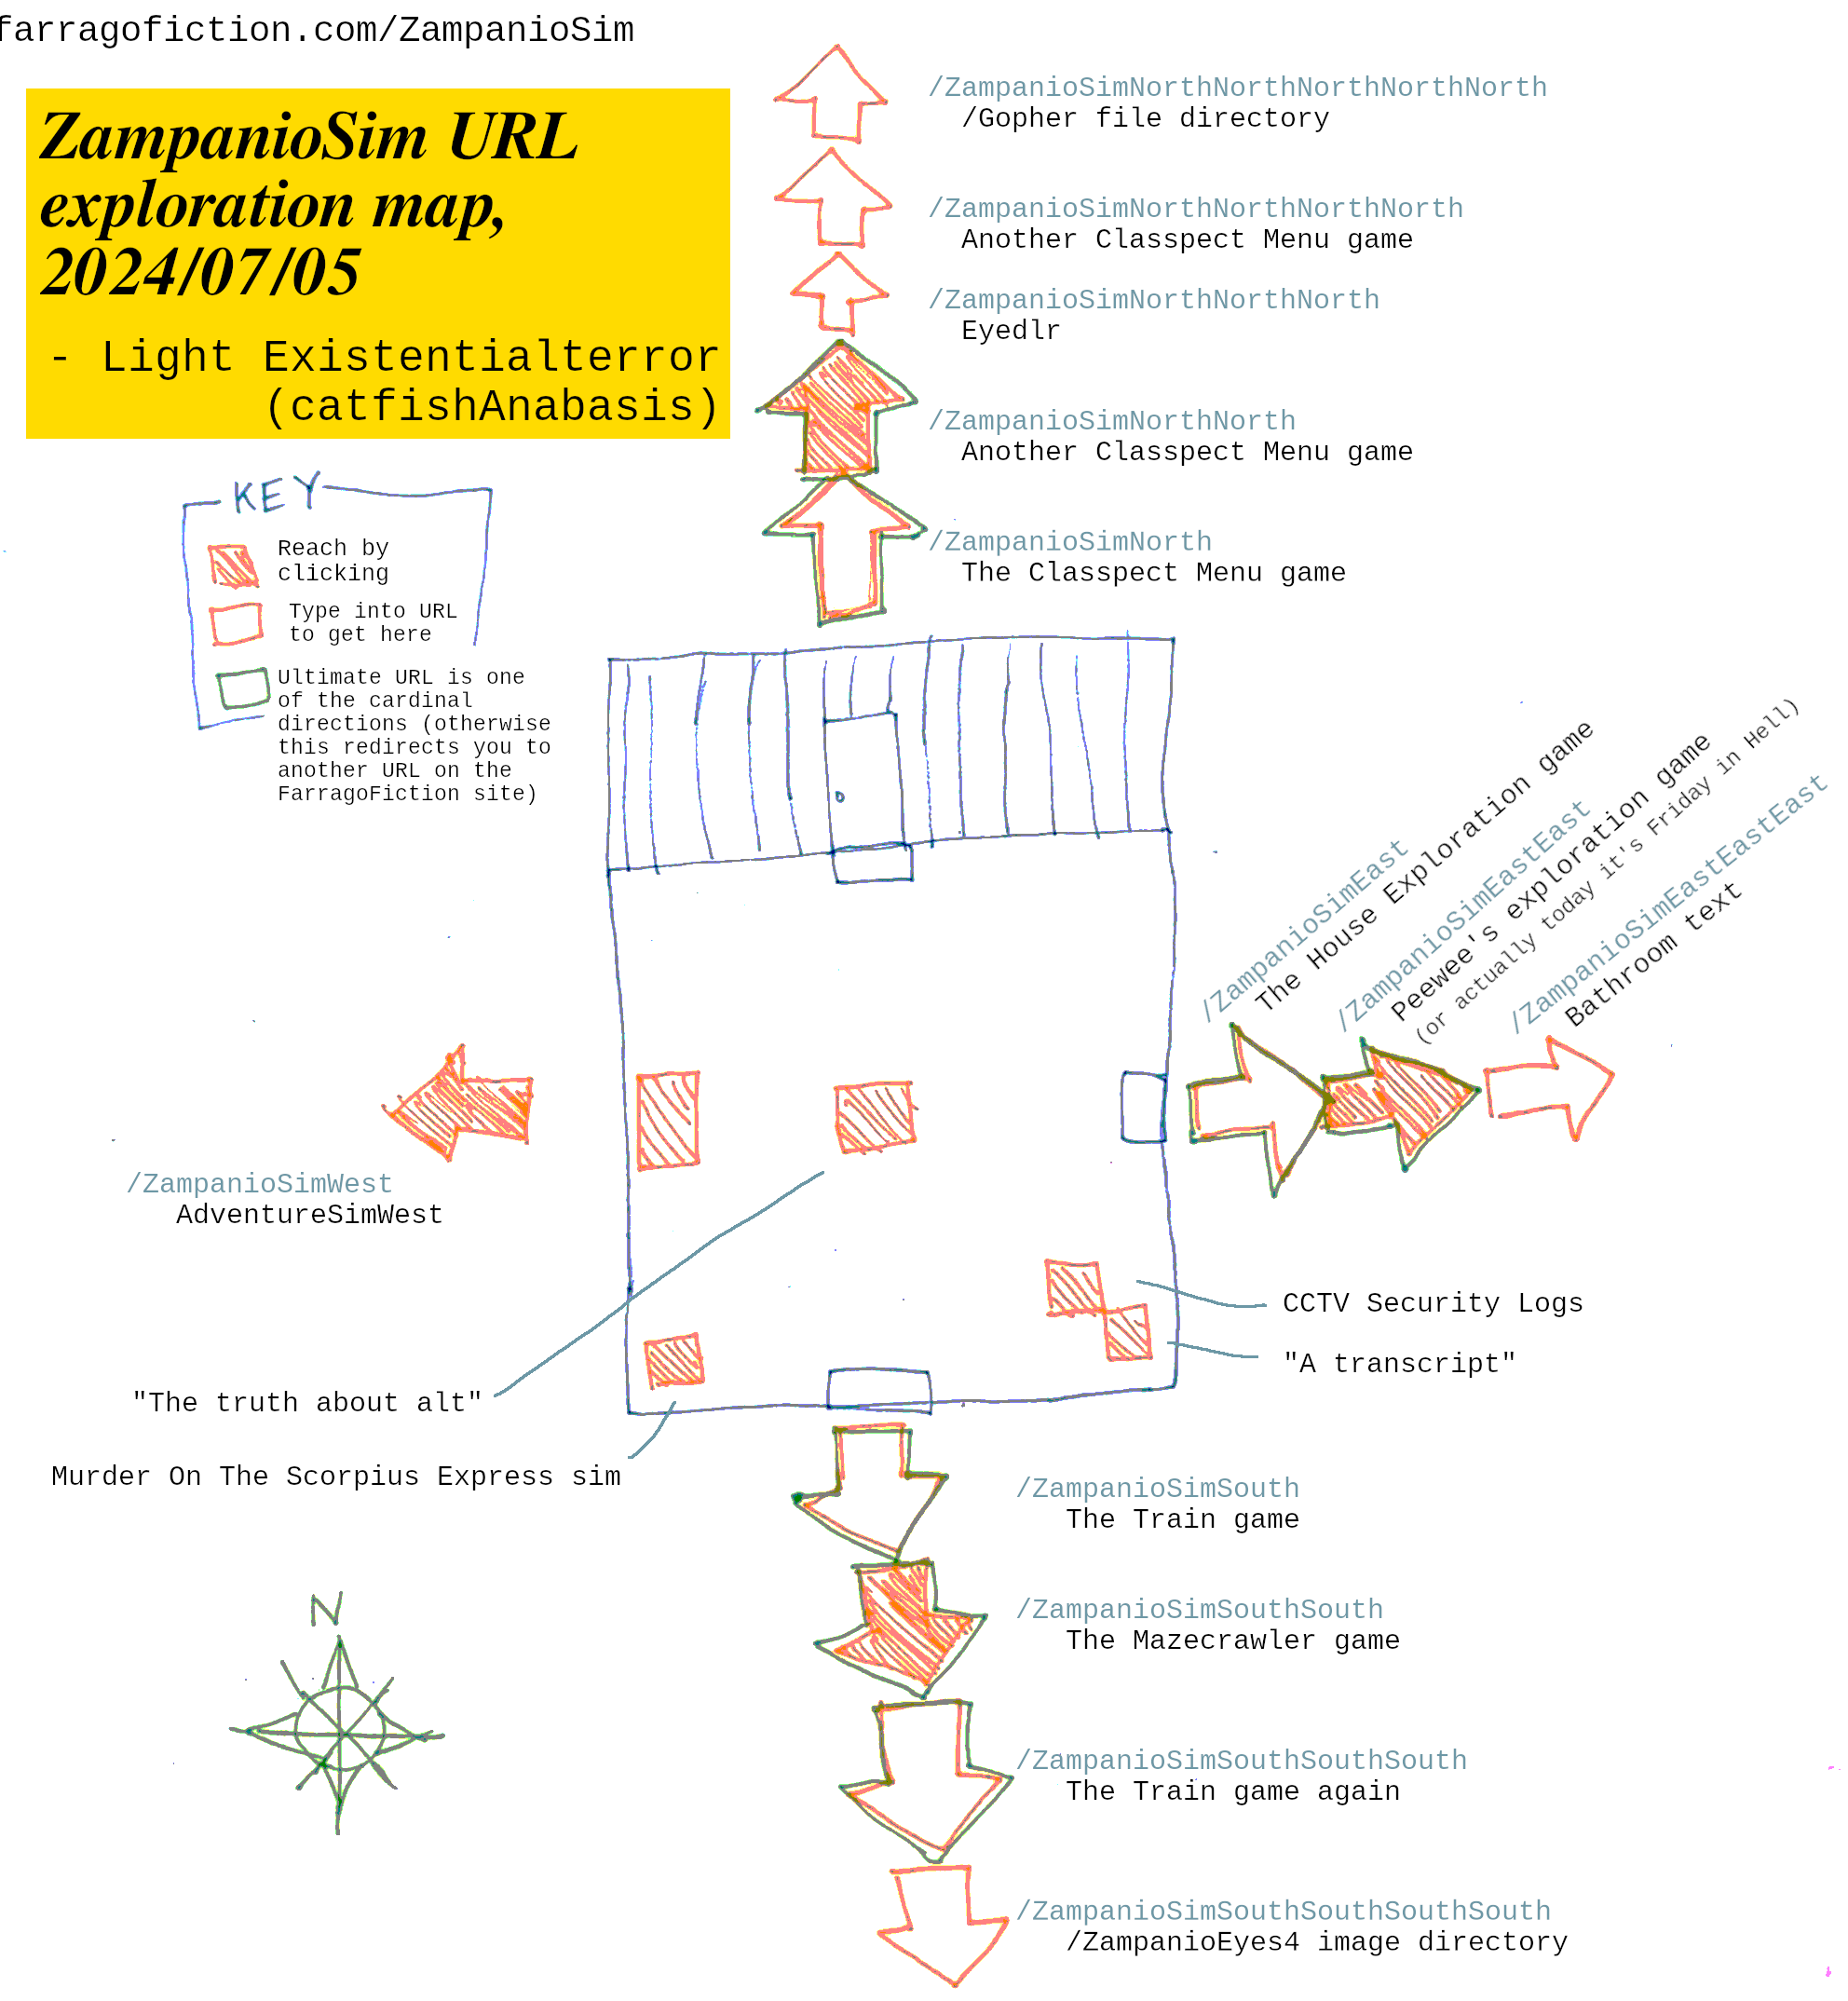 farragofiction.com/ZampanioSim
ZampanioSim URL
exploration map,
2024/07/05
- Light Existentialterror
(catfishAnabasis)
KEY
Reach by
clicking
Type into URL
to get here
Ultimate URL is one
of the cardinal
directions (otherwise
this redirects you to
another URL on the
FarragoFiction site)
/ZampanioSimNorthNorthNorthNorthNorth
/Gopher file directory
/ZampanioSimNorthNorthNorthNorth
Another Classpect Menu game
/ZampanioSimNorthNorthNorth
Eyedlr
/ZampanioSimNorthNorth
Another Classpect Menu game
/ZampanioSimNorth
The Classpect Menu game
/ZampanioSimEast
The House Exploration game
/ZampanioSimEastEast
Peewee's exploration game
(or actually today it's Friday in Hell)
/ZampanioSimEastEastEast
Bathroom text
/ZampanioSimWest
AdventureSimWest
CCTV Security Logs
"A transcript"
"The truth about alt"
Murder On The Scorpius Express sim
/ZampanioSimSouth
The Train game
/ZampanioSimSouthSouth
The Mazecrawler game
/ZampanioSimSouthSouthSouth
The Train game again
/ZampanioSimSouthSouthSouthSouth
/ZampanioEyes4 image directory
N